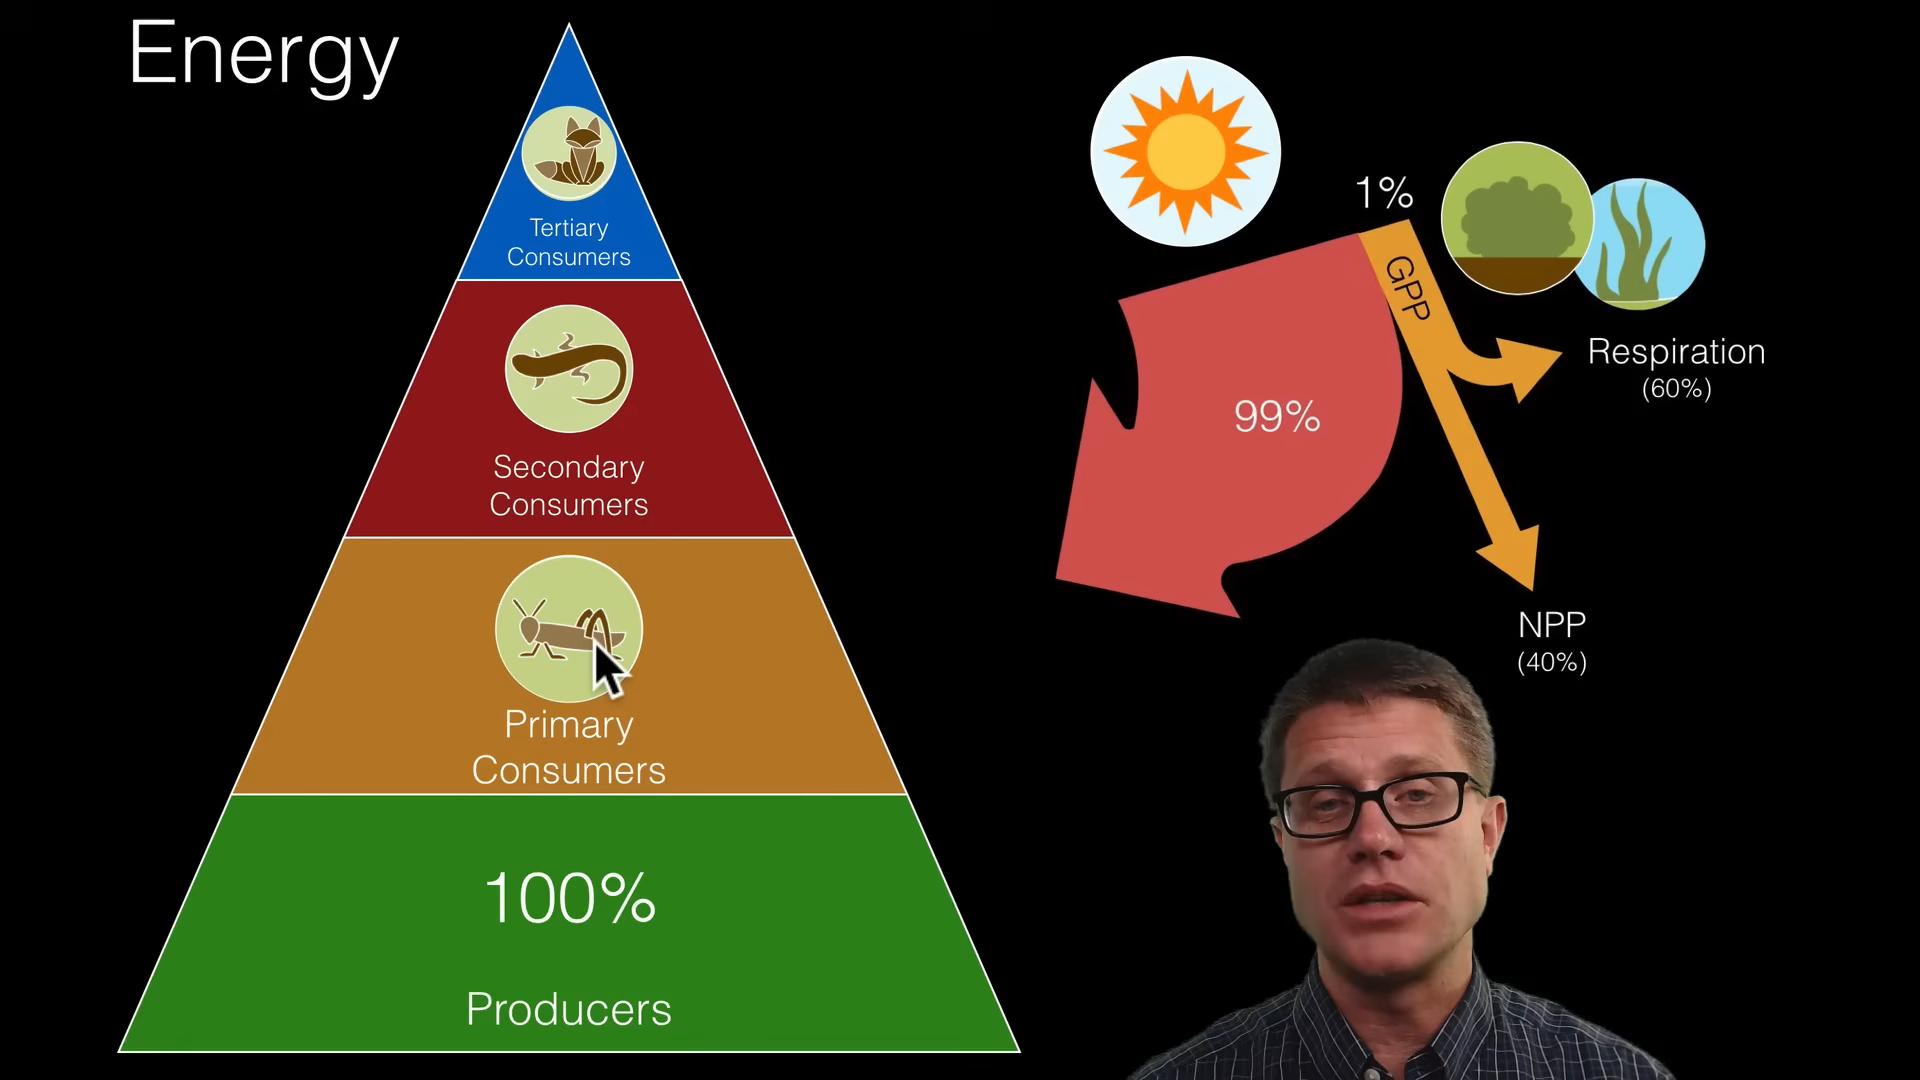 Energy
Tertiary
Consumers
Secondary
Consumers
Primary
Consumers
100%
Producers
1%
GPP
Respiration
(60%)
99%
NPP
(40%)